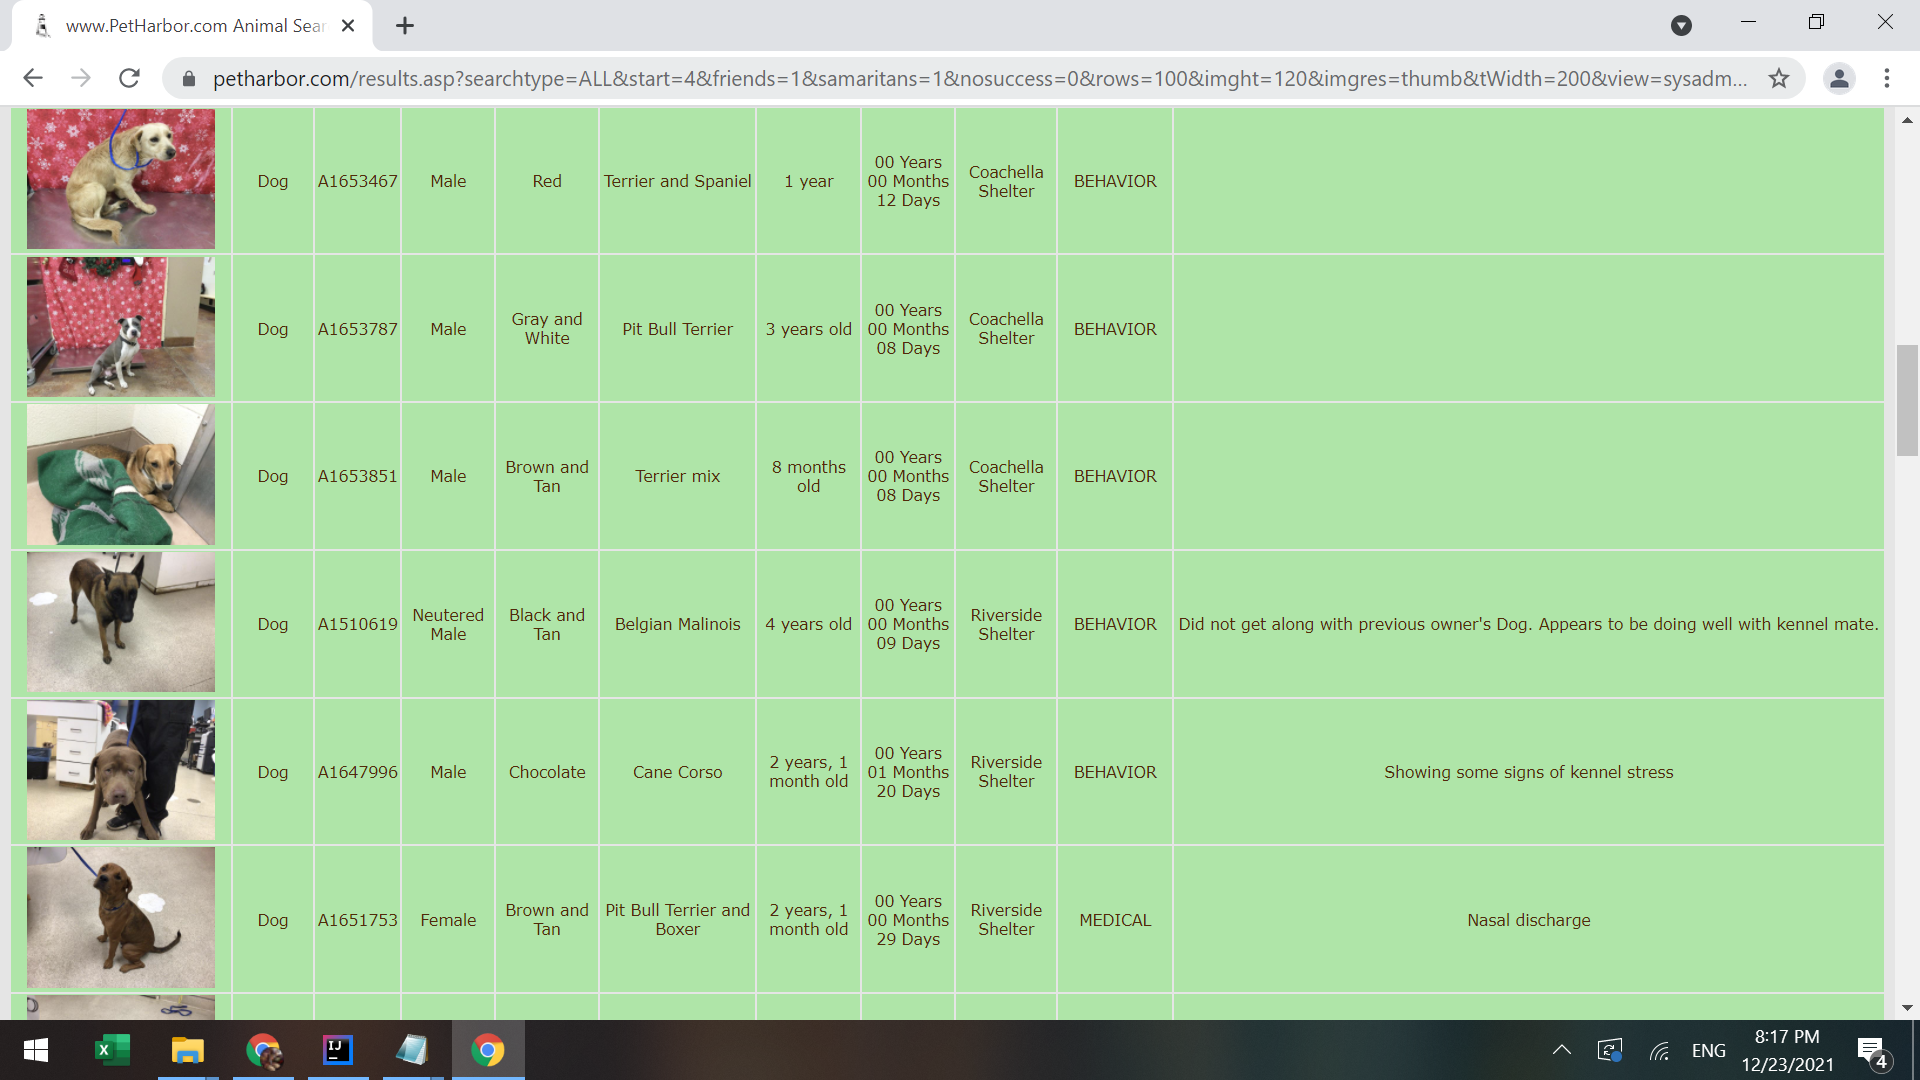 www.PetHarbor.com Animal Sear
petharbor.com/results.asp?searchtype=ALL&start=4&friends=1&samaritans=1&nosuccess=0&rows=100&imght=120&imgres=thumb&tWidth=200&view=sysadm...
Dog A1653467 Male Red Terrier and Spaniel 1 year 00 Years
00 Months
12 Days Coachella
Shelter BEHAVIOR
Dog A1653787 Male Gray and
White Pit Bull Terrier 3 years old 00 Years
00 Months
08 Days Coachella
Shelter BEHAVIOR
Dog A1653851 Male Brown and
Tan Terrier mix 8 months
old 00 Years
00 Months
08 Days Coachella
Shelter BEHAVIOR
Dog A1510619 Neutered
Male Black and
Tan Belgian Malinois 4 years old 00 Years
00 Months
09 Days Riverside
Shelter BEHAVIOR Did not get along with previous owner's Dog. Appears to be doing well with kennel mate.
Dog A1647996 Male Chocolate Cane Corso 2 years, 1
month old 00 Years
01 Months
20 Days Riverside
Shelter BEHAVIOR Showing some signs of kennel stress
Dog A1651753 Female Brown and
Tan Pit Bull Terrier and
Boxer 2 years, 1
month old 00 Years
00 Months
29 Days Riverside
Shelter MEDICAL Nasal discharge
X IJ ENG 8:17 PM
12/23/2021 4